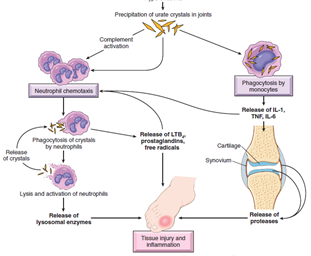 Precipitation of urate crystals in joints
Complement
activation
Neutrophil chemotaxis
Phagocytosis by
monocytes
Release of IL-1,
TNF, IL-6
Phagocytosis of crystals
by neutrophils
Release of LTB4,
prostaglandins,
free radicals
Release
of crystals
Cartilage
Synovium
Lysis and activation of neutrophils
Release of
lysosomal enzymes
Release of
proteases
Tissue injury and
inflammation